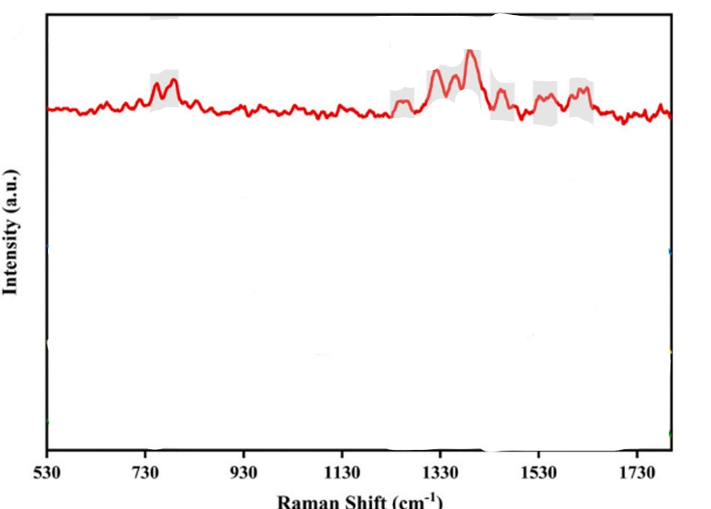 Intensity (a.u.)
530 730 930 1130 1330 1530 1730
Raman Shift (cm⁻¹)